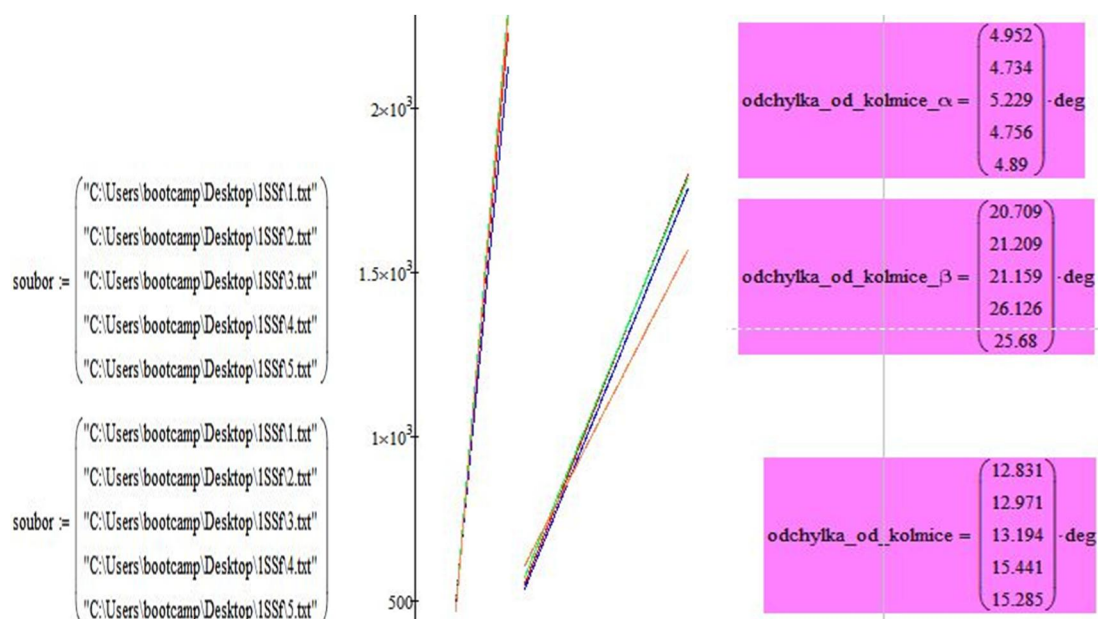 soubor :=
"C:\Users\bootcamp\Desktop\1SSf\1.txt"
"C:\Users\bootcamp\Desktop\1SSf\2.txt"
"C:\Users\bootcamp\Desktop\1SSf\3.txt"
"C:\Users\bootcamp\Desktop\1SSf\4.txt"
"C:\Users\bootcamp\Desktop\1SSf\5.txt"
soubor :=
"C:\Users\bootcamp\Desktop\1SSf\1.txt"
"C:\Users\bootcamp\Desktop\1SSf\2.txt"
"C:\Users\bootcamp\Desktop\1SSf\3.txt"
"C:\Users\bootcamp\Desktop\1SSf\4.txt"
"C:\Users\bootcamp\Desktop\1SSf\5.txt"
2×10³
1.5×10³
1×10³
500
odchylka_od_kolmice_α =
4.952
4.734
5.229
4.756
4.89
·deg
odchylka_od_kolmice_β =
20.709
21.209
21.159
26.126
25.68
·deg
odchylka_od_kolmice =
12.831
12.971
13.194
15.441
15.285
·deg